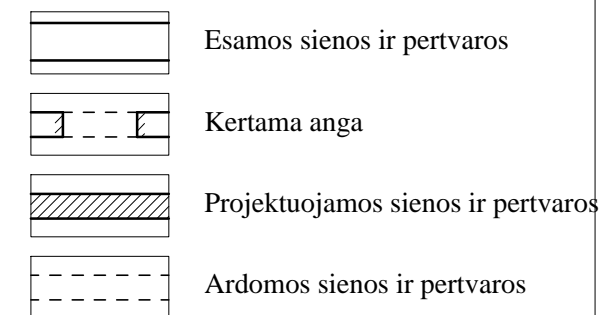 Esamos sienos ir pertvaros
Kertama anga
Projektuojamos sienos ir pertvaros
Ardomos sienos ir pertvaros